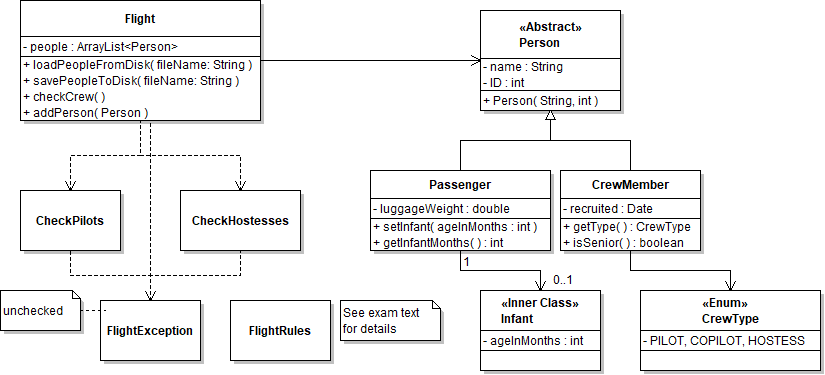 Flight
- people : ArrayList<Person>
+ loadPeopleFromDisk( fileName: String )
+ savePeopleToDisk( fileName: String )
+ checkCrew( )
+ addPerson( Person )
«Abstract»
Person
- name : String
- ID : int
+ Person( String, int )
CheckPilots
CheckHostesses
Passenger
- luggageWeight : double
+ setInfant( ageInMonths : int )
+ getInfantMonths( ) : int
CrewMember
- recruited : Date
+ getType( ) : CrewType
+ isSenior( ) : boolean
1
0..1
unchecked
FlightException
FlightRules
See exam text
for details
«Inner Class»
Infant
- ageInMonths : int
«Enum»
CrewType
- PILOT, COPILOT, HOSTESS